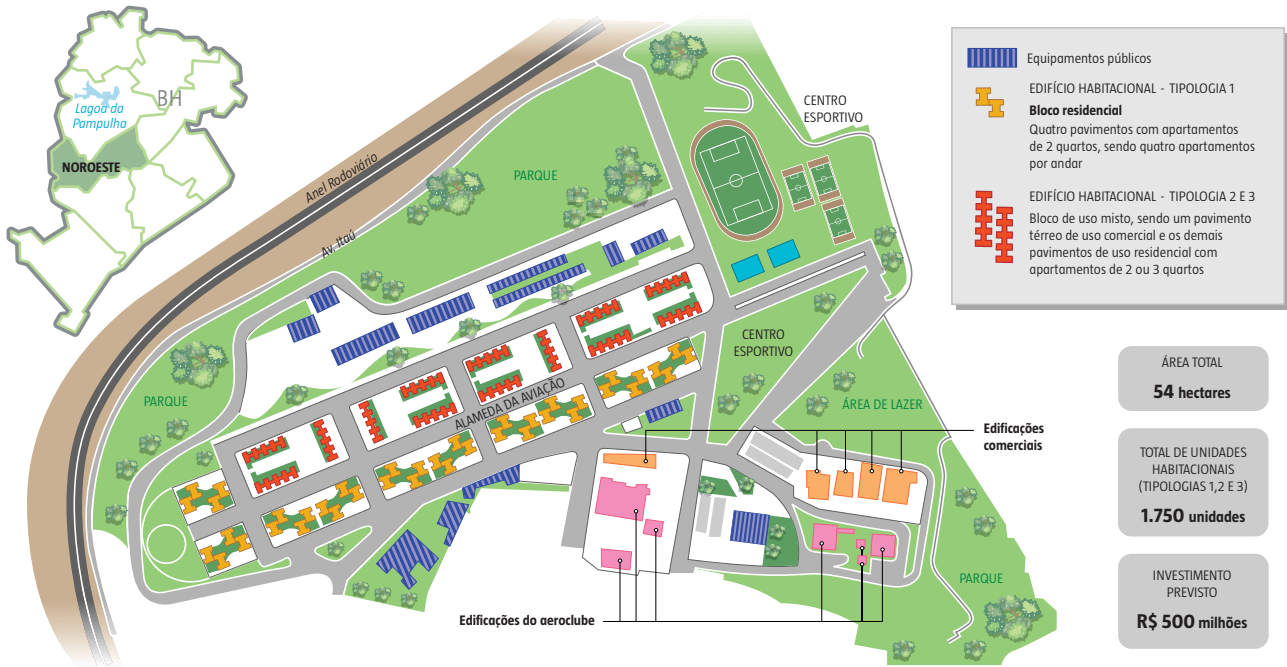 BH
Lagoa da
Pampulha
NOROESTE
Anel Rodoviário
Av. Itaú
PARQUE
CENTRO
ESPORTIVO
PARQUE
CENTRO
ESPORTIVO
ÁREA DE LAZER
ALAMEDA DA AVIAÇÃO
Edificações
comerciais
Edificações do aeroclube
PARQUE
Equipamentos públicos
EDIFÍCIO HABITACIONAL - TIPOLOGIA 1
Bloco residencial
Quatro pavimentos com apartamentos
de 2 quartos, sendo quatro apartamentos
por andar
EDIFÍCIO HABITACIONAL - TIPOLOGIA 2 E 3
Bloco de uso misto, sendo um pavimento
térreo de uso comercial e os demais
pavimentos de uso residencial com
apartamentos de 2 ou 3 quartos
ÁREA TOTAL
54 hectares
TOTAL DE UNIDADES
HABITACIONAIS
(TIPOLOGIAS 1,2 E 3)
1.750 unidades
INVESTIMENTO
PREVISTO
R$ 500 milhões